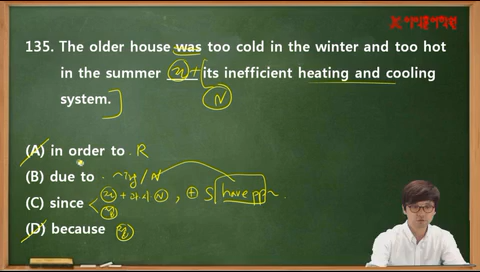 135. The older house was too cold in the winter and too hot
in the summer ㉠+ its inefficient heating and cooling
N
system.
(A) in order to R
(B) due to ~ing/N
(C) since N, + S have pp ~
(D) because